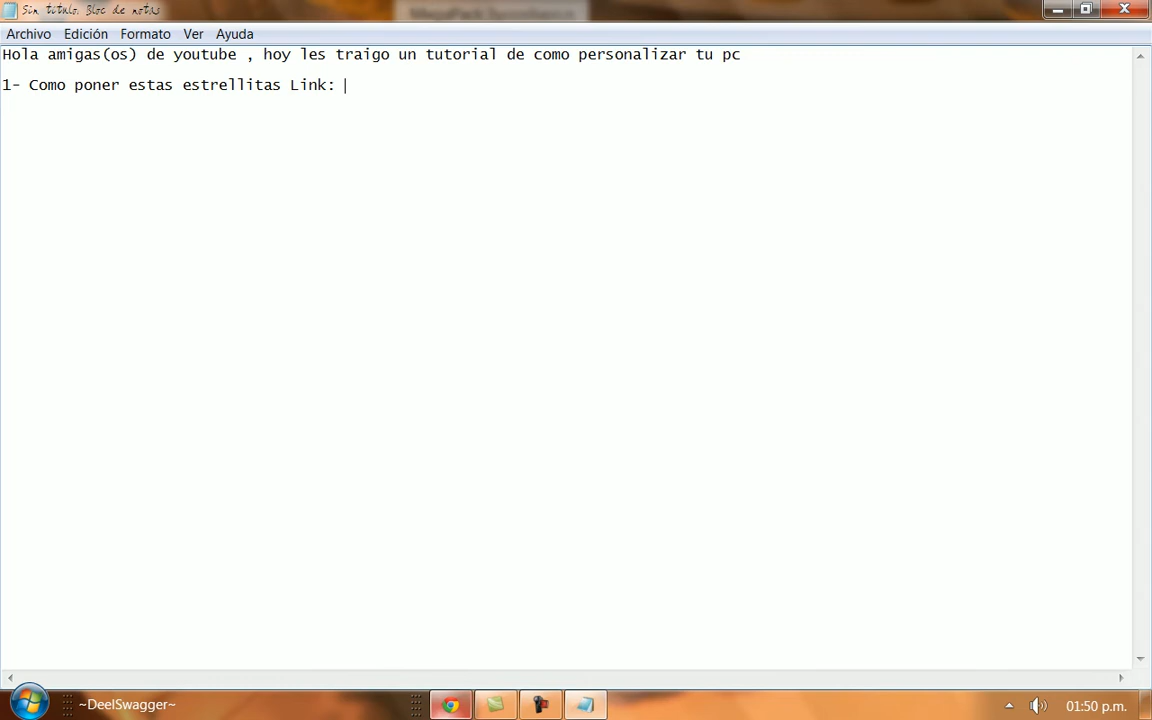 Sin título: Bloc de notas
Archivo Edición Formato Ver Ayuda
Hola amigas(os) de youtube , hoy les traigo un tutorial de como personalizar tu pc
1- Como poner estas estrellitas Link:
~DeelSwagger~
01:50 p.m.